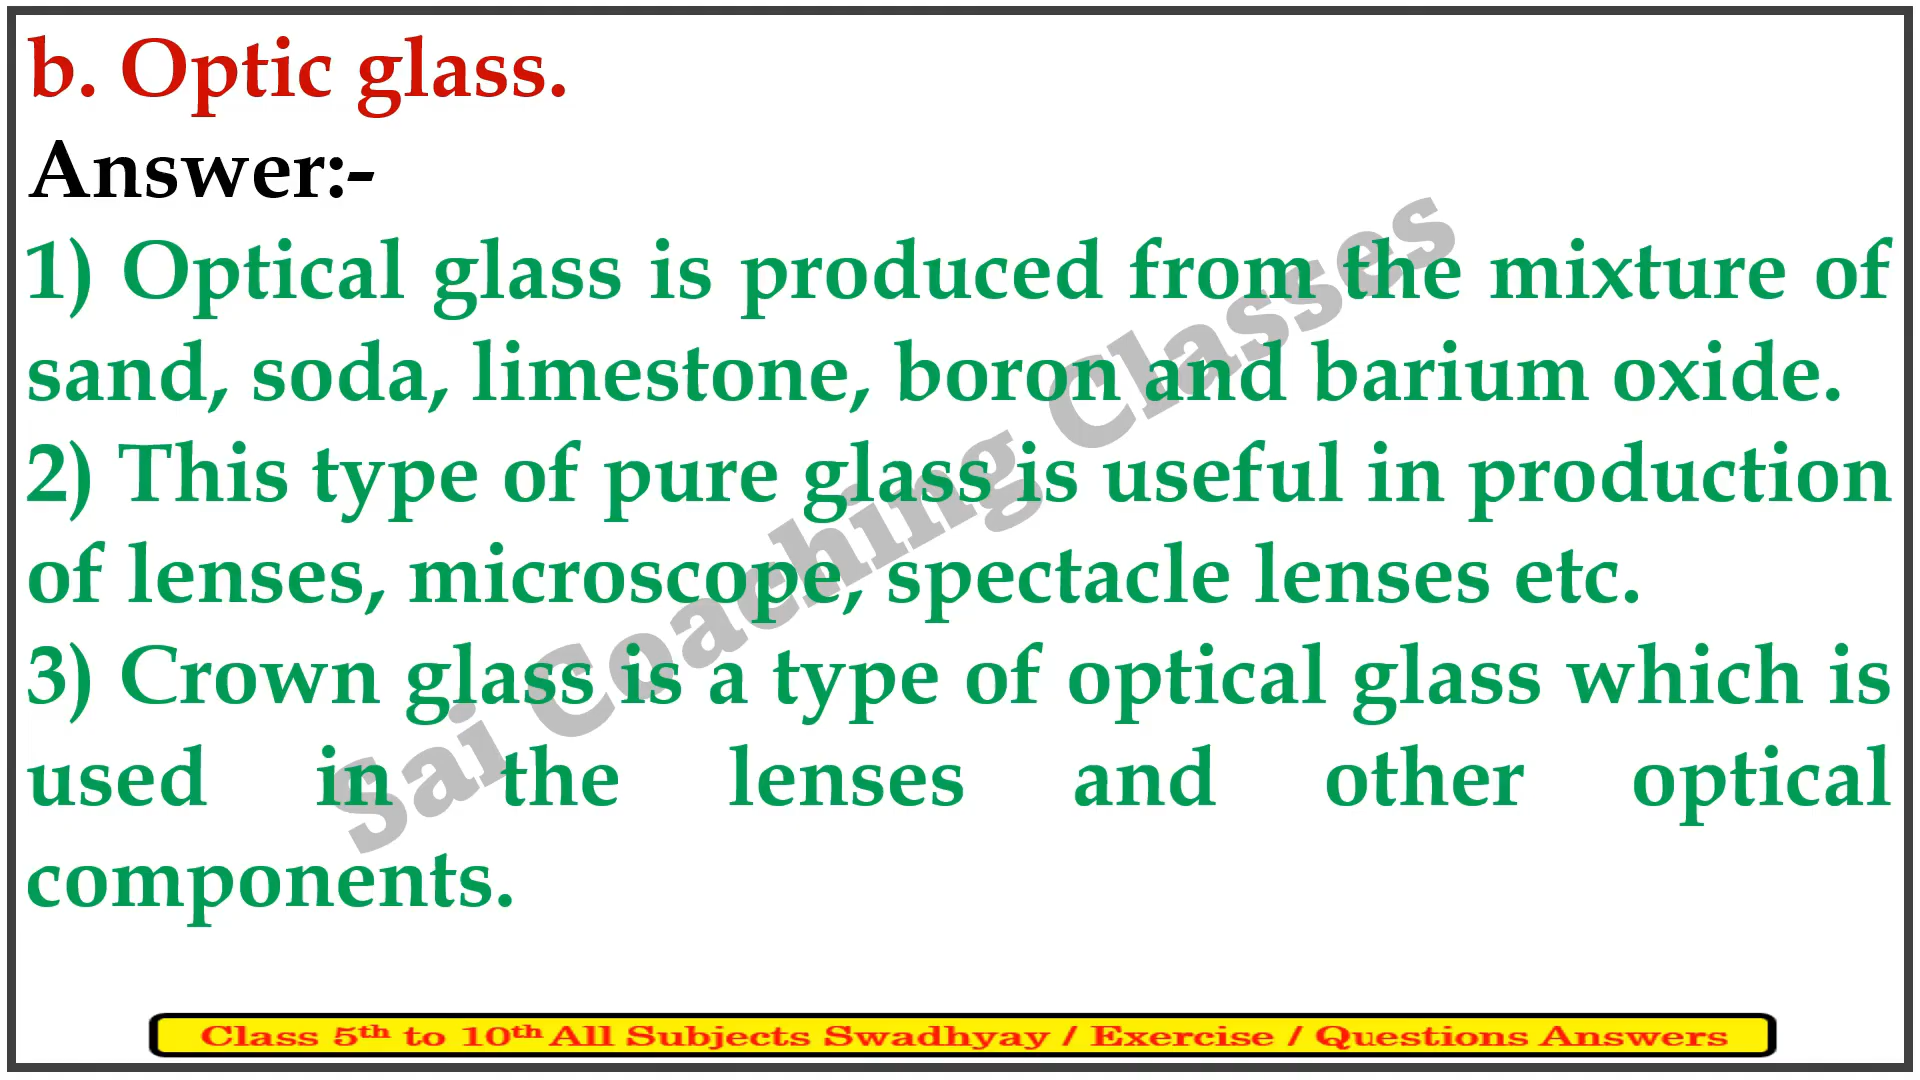 b. Optic glass.
Answer:-
1) Optical glass is produced from the mixture of
sand, soda, limestone, boron and barium oxide.
2) This type of pure glass is useful in production
of lenses, microscope, spectacle lenses etc.
3) Crown glass is a type of optical glass which is
used in the lenses and other optical
components.
Sai Coaching Classes
Class 5th to 10th All Subjects Swadhyay / Exercise / Questions Answers